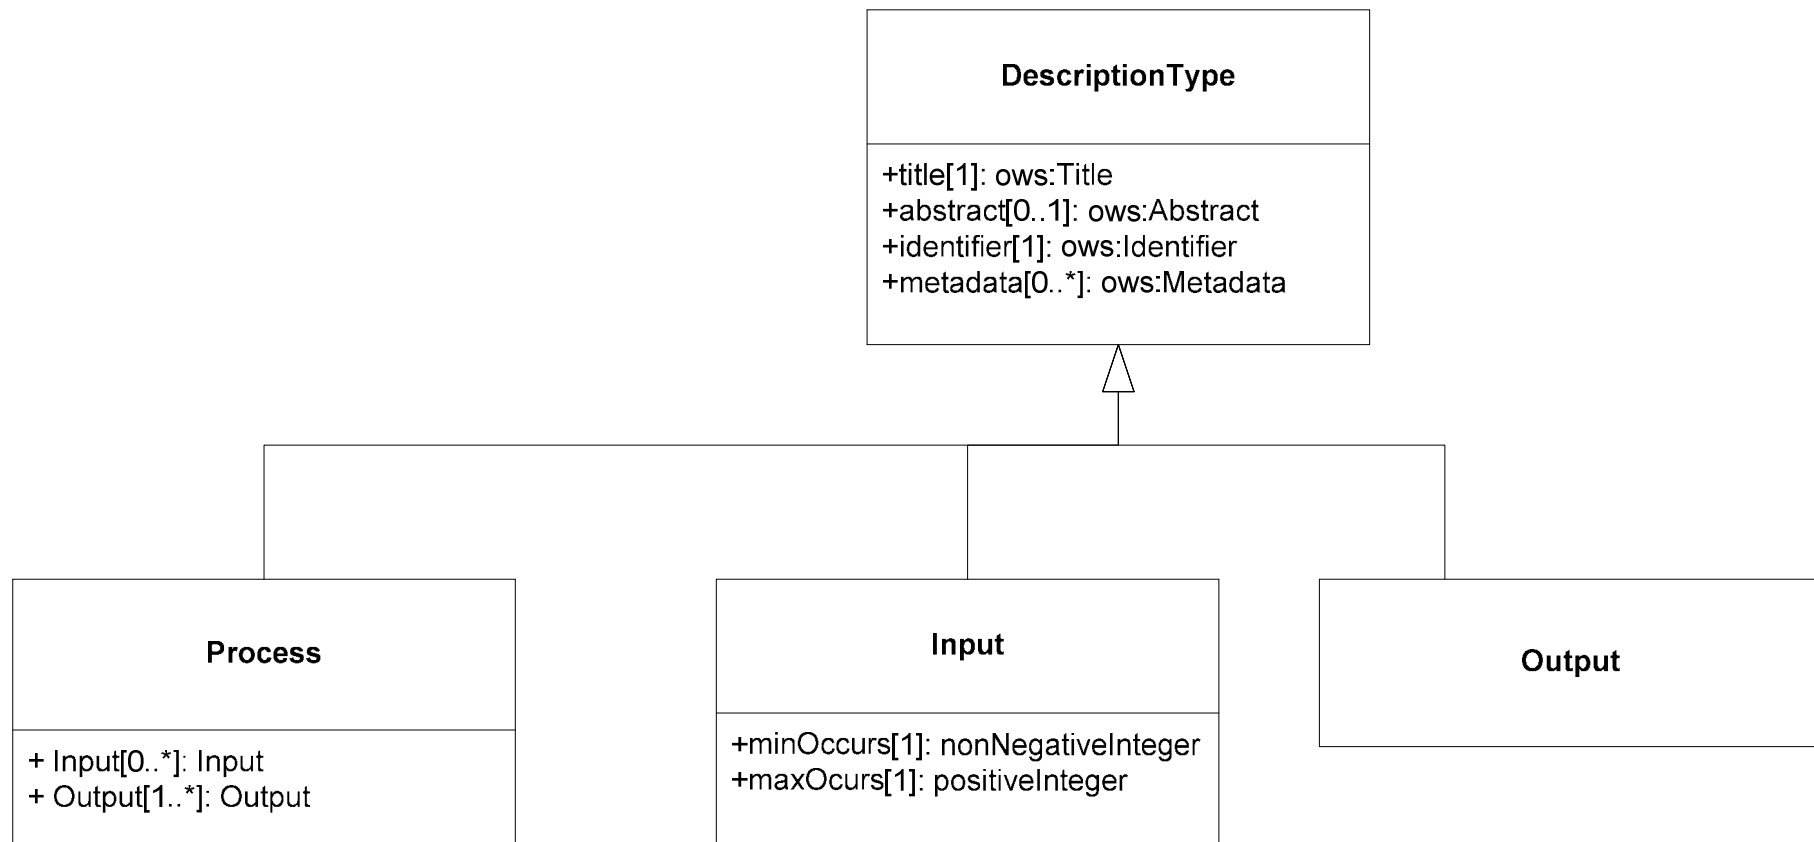 DescriptionType
+title[1]: ows:Title
+abstract[0..1]: ows:Abstract
+identifier[1]: ows:Identifier
+metadata[0..*]: ows:Metadata
Process
+ Input[0..*]: Input
+ Output[1..*]: Output
Input
+minOccurs[1]: nonNegativeInteger
+maxOcurs[1]: positiveInteger
Output